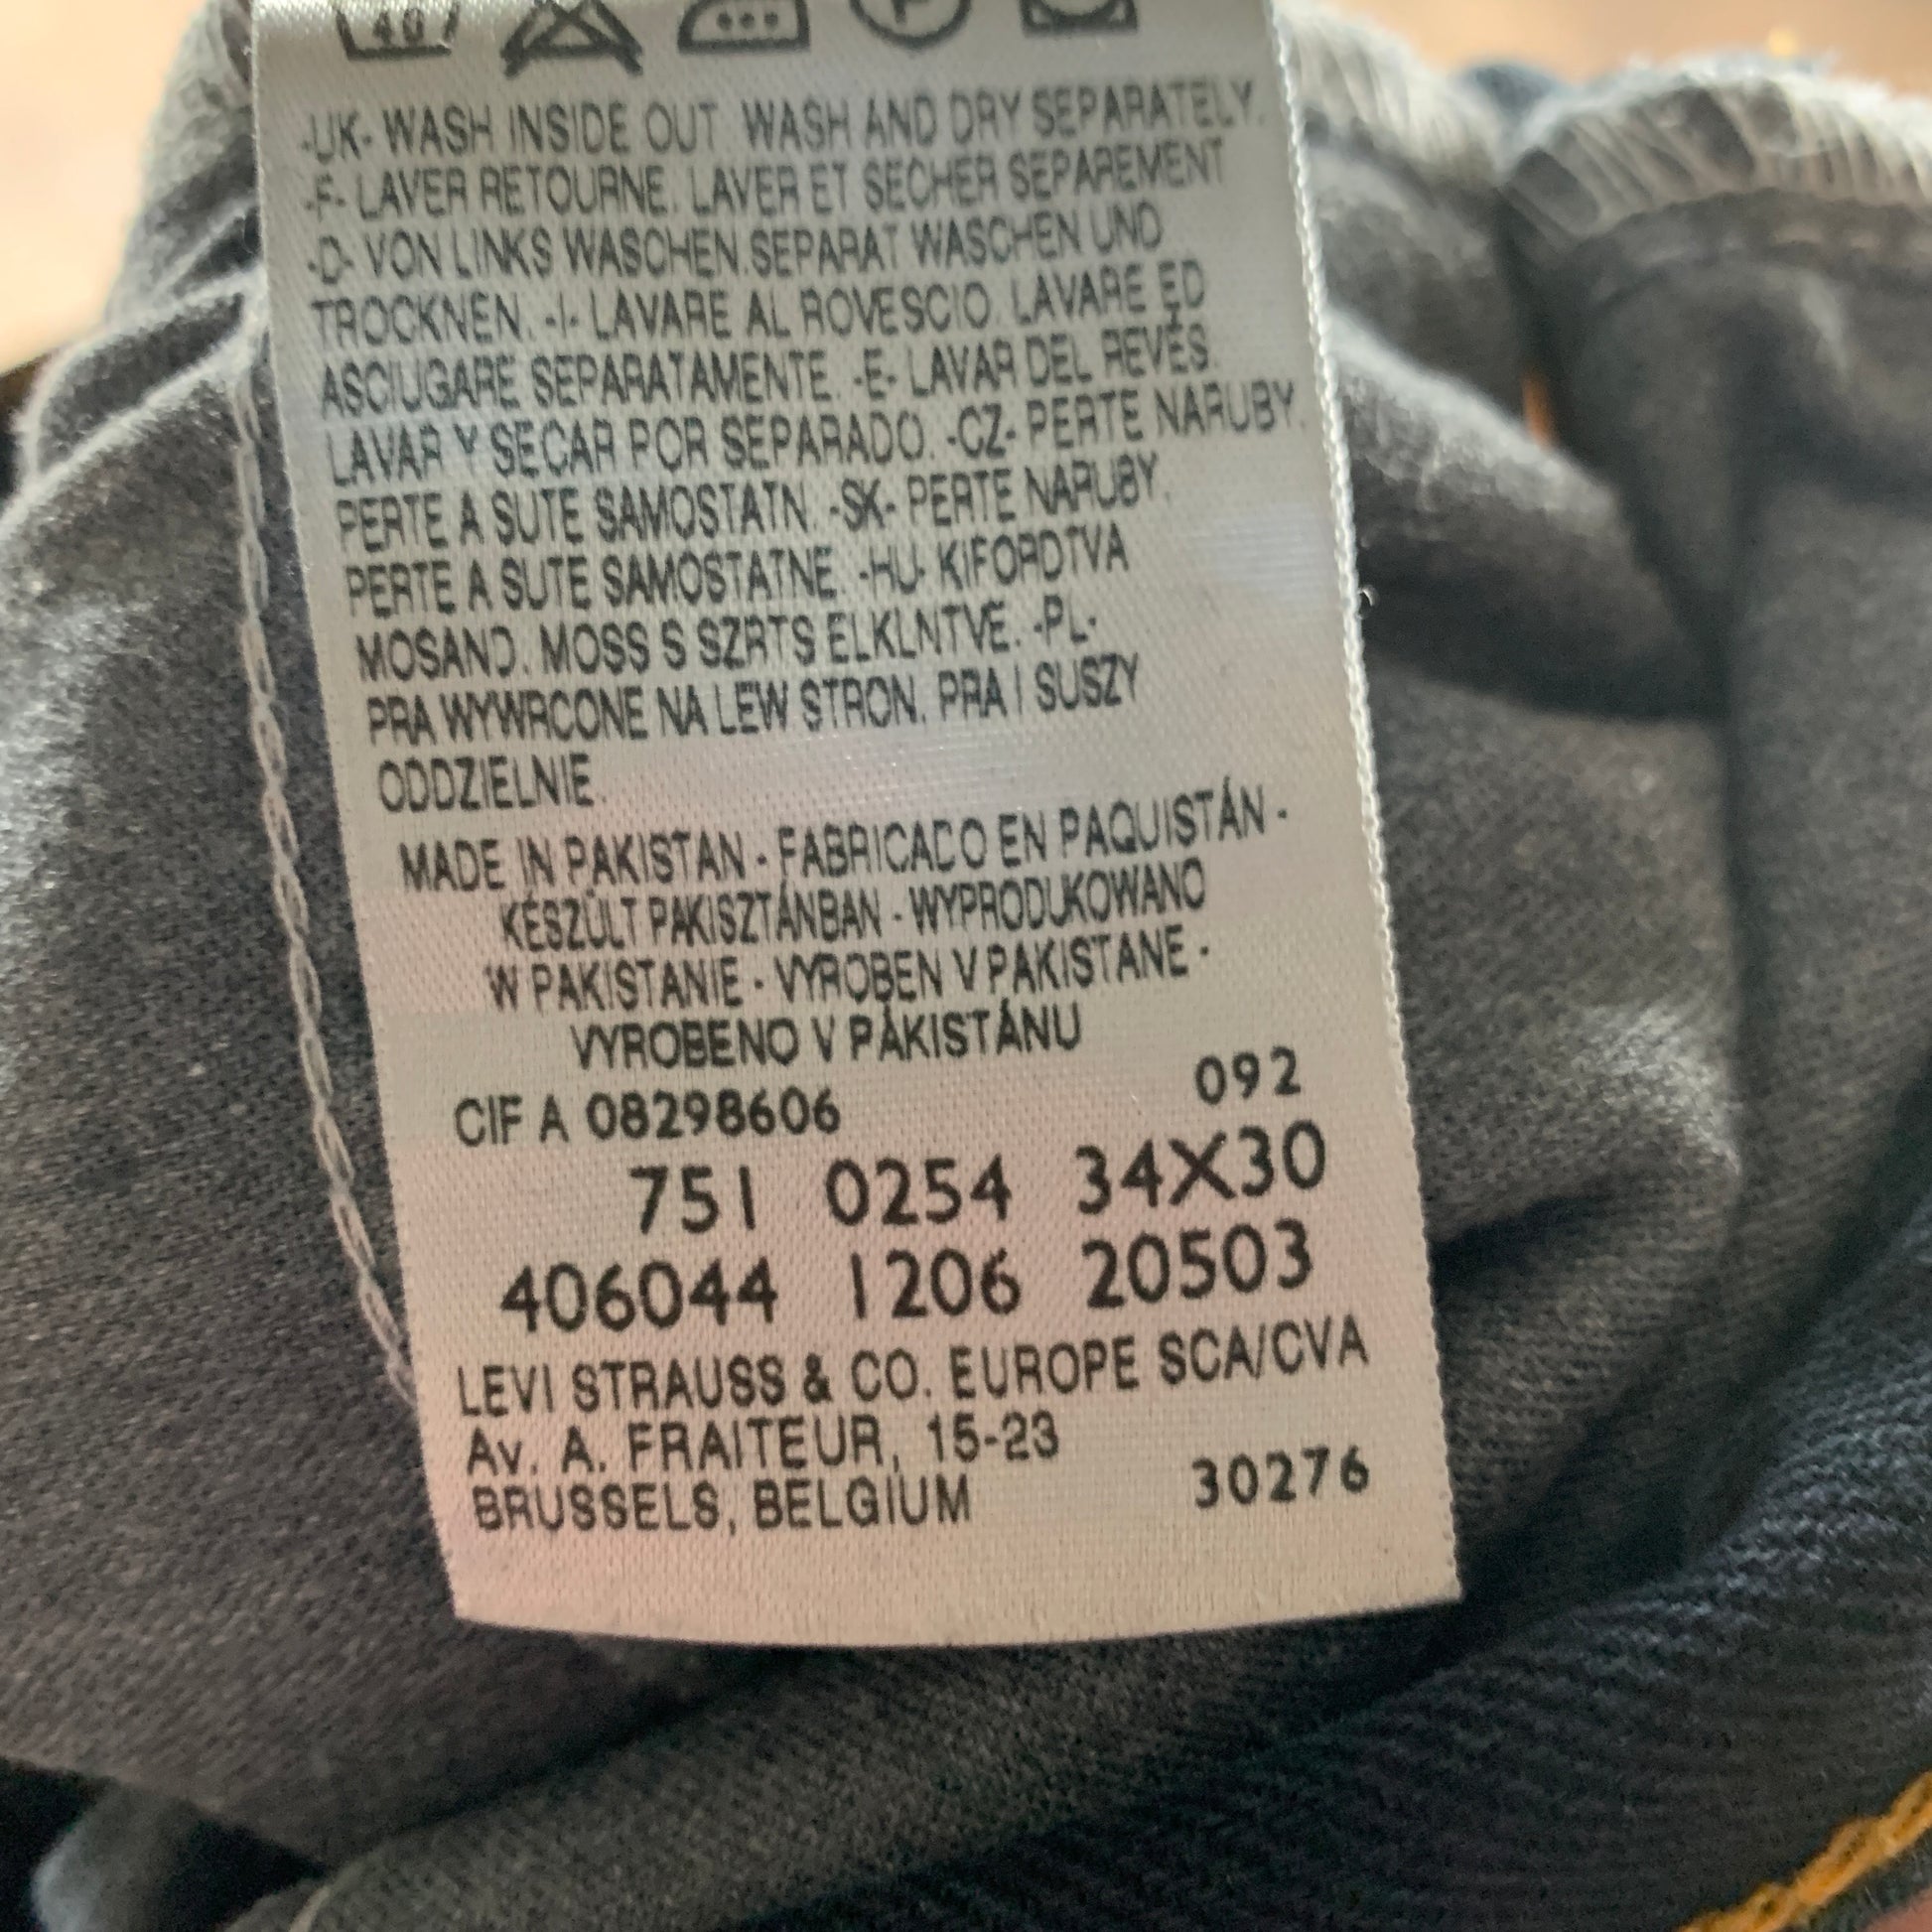 40
P
-UK- WASH INSIDE OUT WASH AND DRY SEPARATELY.
-F- LAVER RETOURNE. LAVER ET SECHER SEPAREMENT
-D- VON LINKS WASCHEN.SEPARAT WASCHEN UND
TROCKNEN. -I- LAVARE AL ROVESCIO. LAVARE ED
ASCIUGARE SEPARATAMENTE. -E- LAVAR DEL REVÉS.
LAVAR Y SECAR POR SEPARADO. -CZ- PERTE NARUBY.
PERTE A SUTE SAMOSTATN. -SK- PERTE NARUBY.
PERTE A SUTE SAMOSTATNE. -HU- KIFORDTVA
MOSAND. MOSS S SZRTS ELKLNTVE. -PL-
PRA WYWRCONE NA LEW STRON. PRA I SUSZY
ODDZIELNIE.
MADE IN PAKISTAN - FABRICADO EN PAQUISTÁN -
KÉSZÜLT PAKISZTÁNBAN - WYPRODUKOWANO
W PAKISTANIE - VYROBEN V PAKISTANE -
VYROBENO V PÁKISTÁNU
CIF A 08298606 092
751 0254 34X30
406044 1206 20503
LEVI STRAUSS & CO. EUROPE SCA/CVA
Av. A. FRAITEUR, 15-23
BRUSSELS, BELGIUM 30276